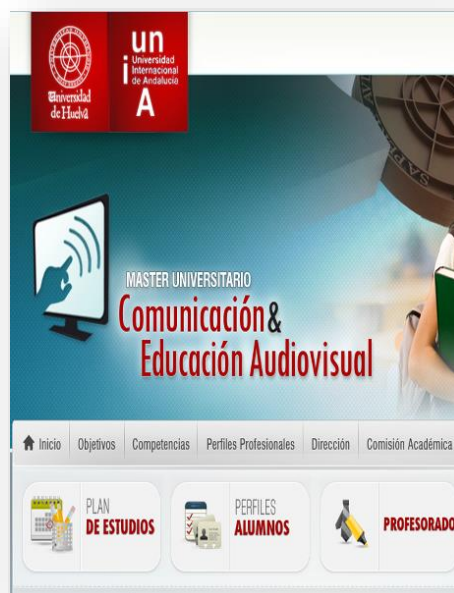 Universidad
de Huelva
un
i
Universidad
Internacional
de Andalucía
A
MASTER UNIVERSITARIO
Comunicación&
Educación Audiovisual
Inicio Objetivos Competencias Perfiles Profesionales Dirección Comisión Académica
PLAN
DE ESTUDIOS
PERFILES
ALUMNOS
PROFESORADO